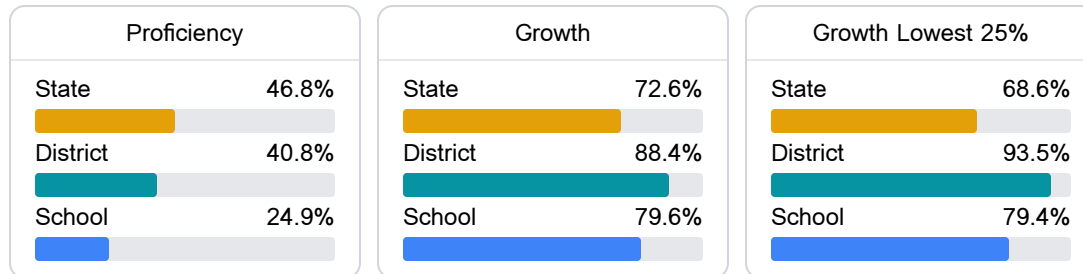 Proficiency
State 46.8%
District 40.8%
School 24.9%
Growth
State 72.6%
District 88.4%
School 79.6%
Growth Lowest 25%
State 68.6%
District 93.5%
School 79.4%